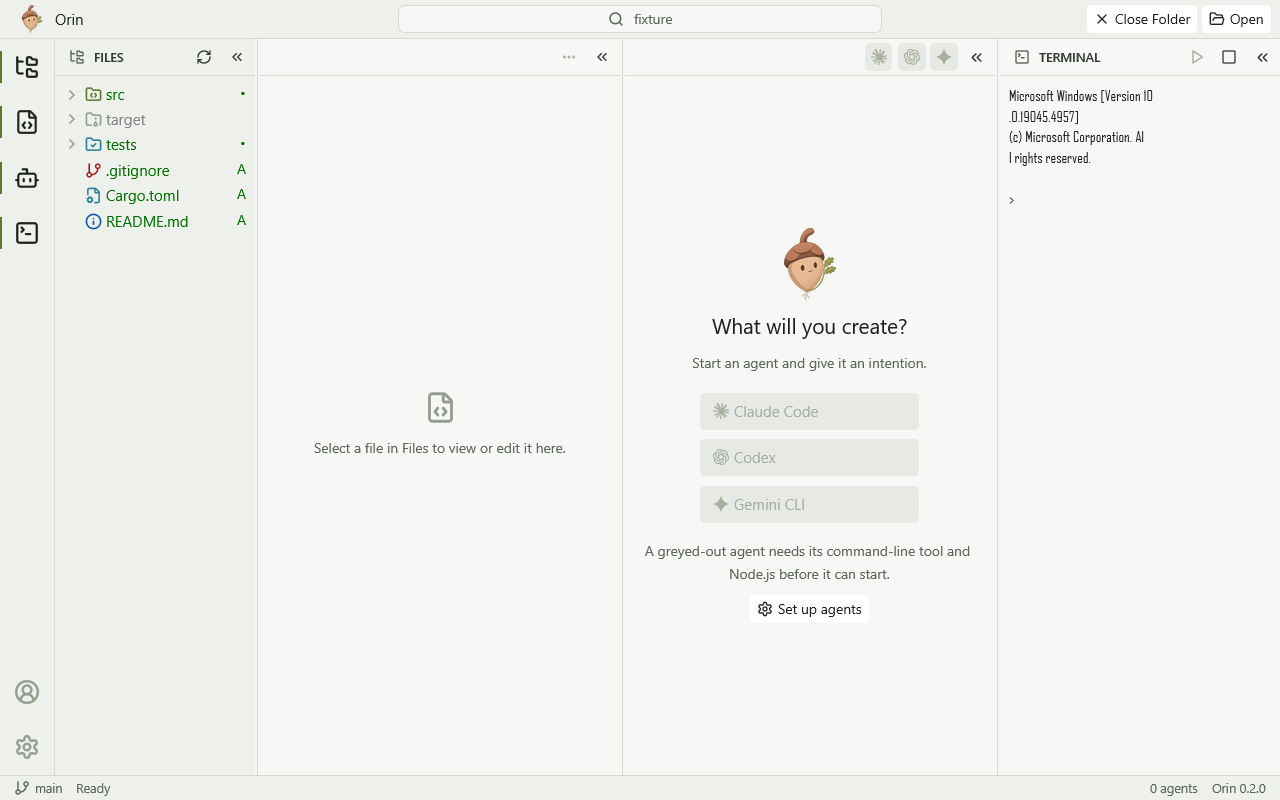 Orin
fixture
Close Folder
Open
FILES
TERMINAL
src
target
tests
.gitignore A
Cargo.toml A
README.md A
Select a file in Files to view or edit it here.
What will you create?
Start an agent and give it an intention.
Claude Code
Codex
Gemini CLI
A greyed-out agent needs its command-line tool and
Node.js before it can start.
Set up agents
Microsoft Windows [Version 10
.0.19045.4957]
(c) Microsoft Corporation. Al
l rights reserved.
>
main
Ready
0 agents
Orin 0.2.0